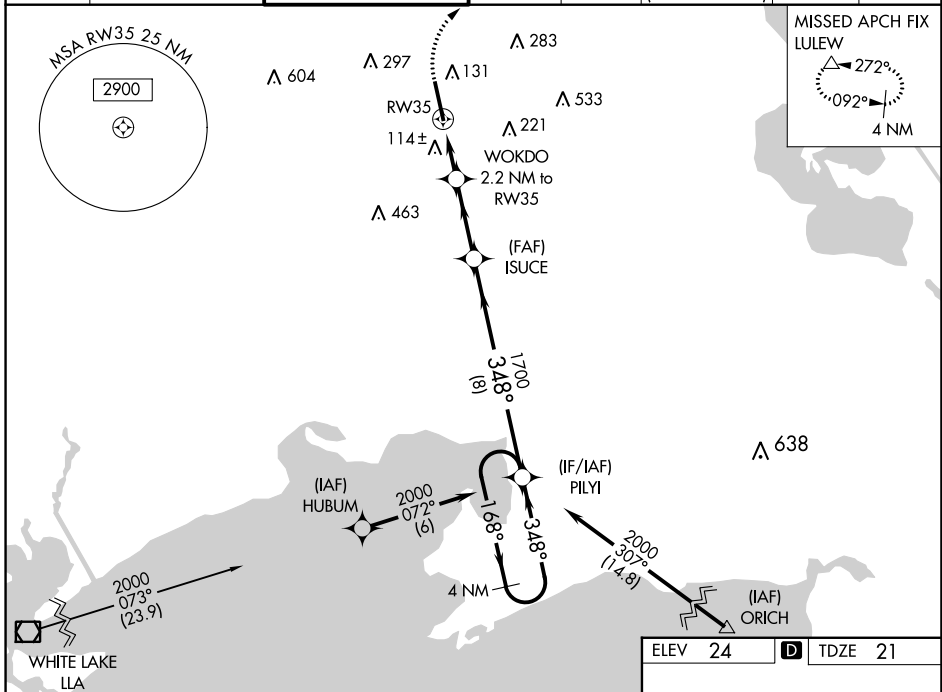 MSA RW35 25 NM
2900
604
297
283
131
533
RW35
221
114±
WOKDO
2.2 NM to
RW35
463
MISSED APCH FIX
LULEW
272°
092°
4 NM
(FAF)
ISUCE
1700
348°
(8)
638
(IF/IAF)
PILYI
(IAF)
HUBUM
2000
072°
(6)
168°
348°
4 NM
2000
307°
(14.8)
(IAF)
ORICH
2000
073°
(23.9)
WHITE LAKE
LLA
ELEV 24 D TDZE 21